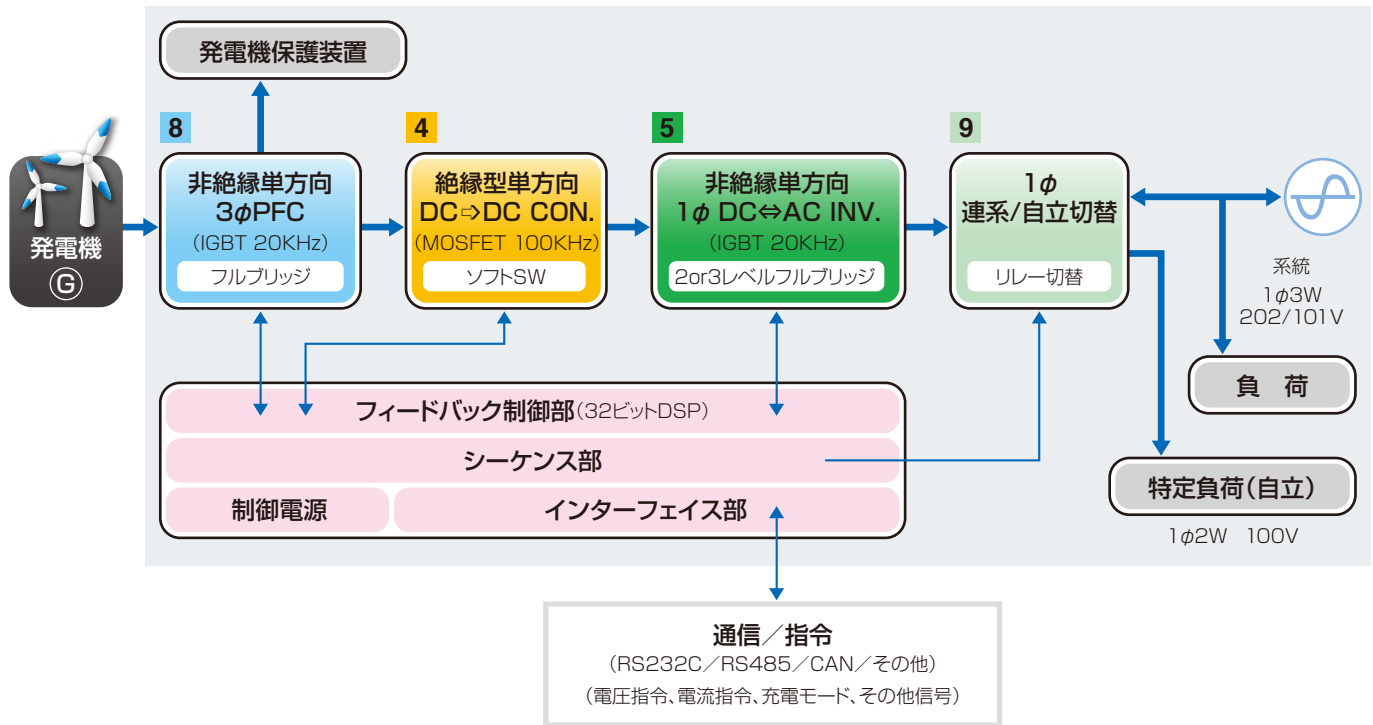 発電機保護装置
8
4
5
9
発電機
G
非絶縁単方向
3φPFC
(IGBT 20KHz)
フルブリッジ
絶縁型単方向
DC⇨DC CON.
(MOSFET 100KHz)
ソフトSW
非絶縁単方向
1φ DC⇔AC INV.
(IGBT 20KHz)
2or3レベルフルブリッジ
1φ
連系/自立切替
リレー切替
系統
1φ3W
202/101V
負 荷
特定負荷(自立)
1φ2W 100V
フィードバック制御部(32ビットDSP)
シーケンス部
制御電源
インターフェイス部
通信／指令
(RS232C／RS485／CAN／その他)
(電圧指令、電流指令、充電モード、その他信号)